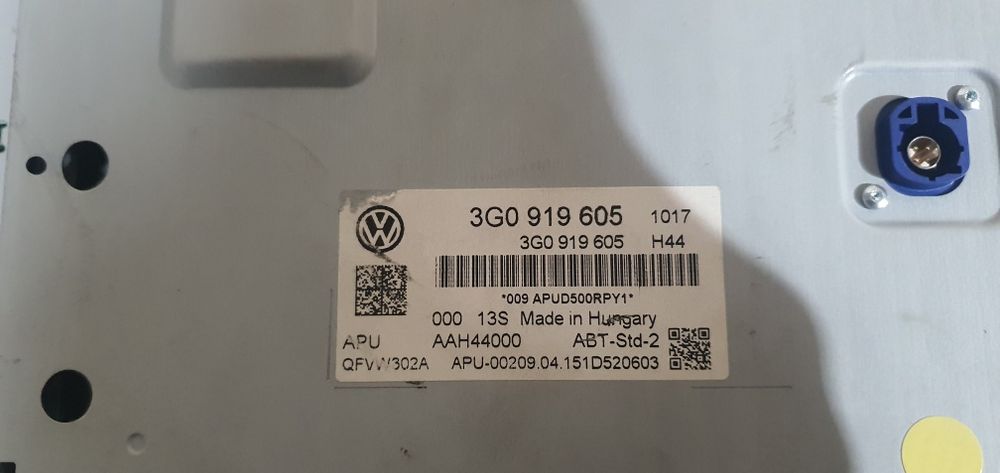 3G0 919 605 1017
3G0 919 605 H44
*009 APUD500RPY1*
000 13S Made in Hungary
APU AAH44000 ABT-Std-2
QFVW302A APU-00209.04.151D520603